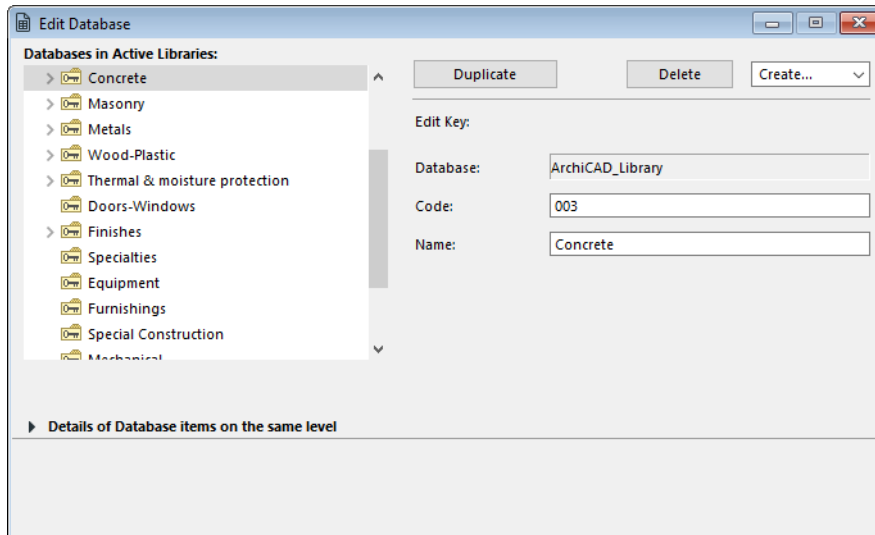 Edit Database
Databases in Active Libraries:
Concrete
Masonry
Metals
Wood-Plastic
Thermal & moisture protection
Doors-Windows
Finishes
Specialties
Equipment
Furnishings
Special Construction
Mechanical
Duplicate
Delete
Create...
Edit Key:
Database: ArchiCAD_Library
Code: 003
Name: Concrete
Details of Database items on the same level